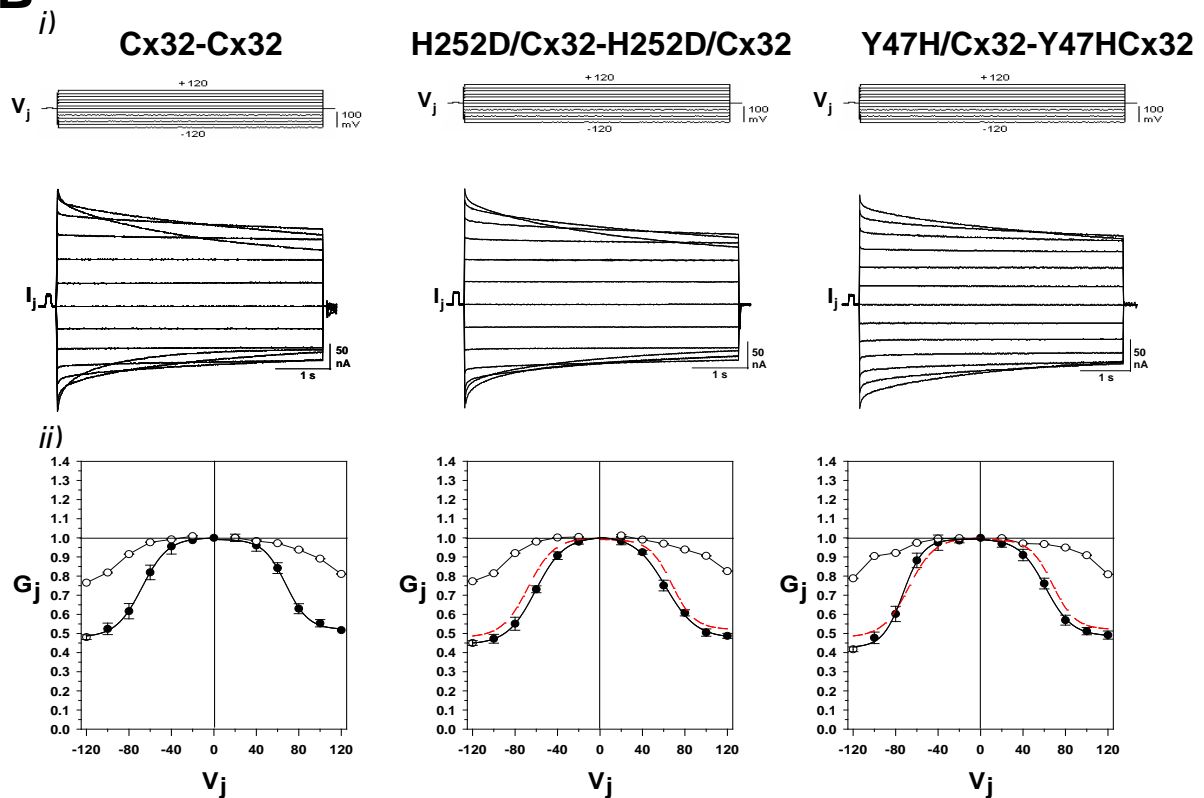 B
i)
Cx32-Cx32 H252D/Cx32-H252D/Cx32 Y47H/Cx32-Y47HCx32
+120 +120 +120
Vj Vj Vj
100 mV 100 mV 100 mV
-120 -120 -120
Ij Ij Ij
50 nA 50 nA 50 nA
1 s 1 s 1 s
ii)
1.4 1.4 1.4
1.3 1.3 1.3
1.2 1.2 1.2
1.1 1.1 1.1
1.0 1.0 1.0
0.9 0.9 0.9
0.8 0.8 0.8
Gj Gj Gj
0.7 0.7 0.7
0.6 0.6 0.6
0.5 0.5 0.5
0.4 0.4 0.4
0.3 0.3 0.3
0.2 0.2 0.2
0.1 0.1 0.1
0.0 0.0 0.0
-120 -80 -40 0 40 80 120 -120 -80 -40 0 40 80 120 -120 -80 -40 0 40 80 120
Vj Vj Vj